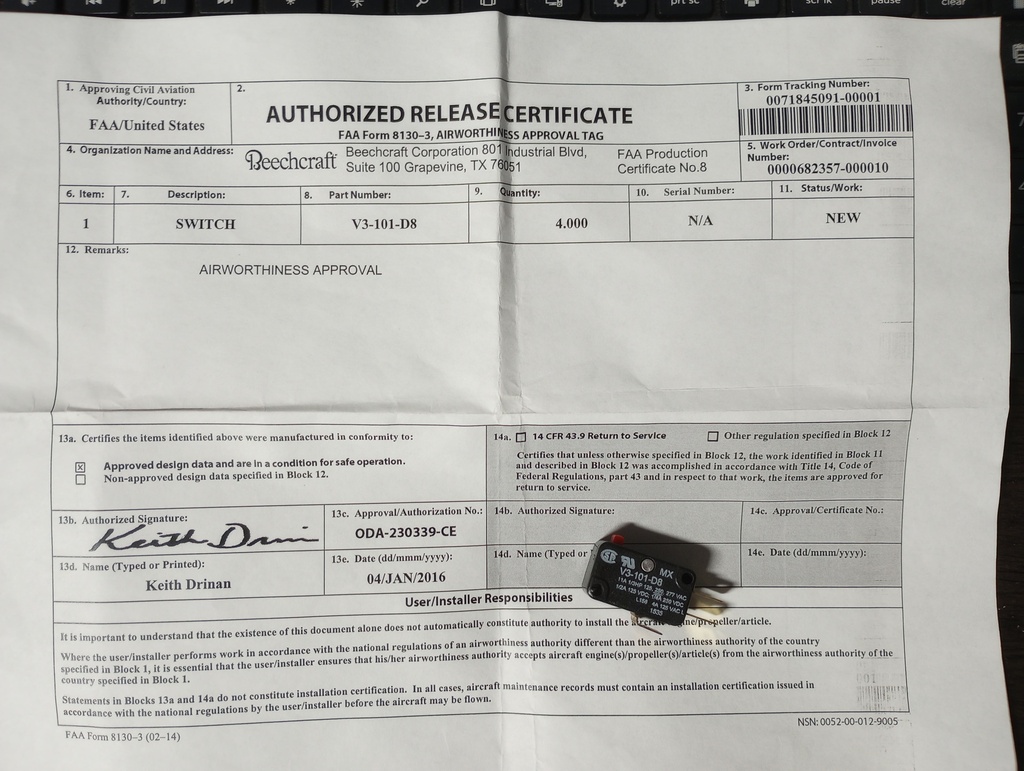 prt sc
scr lk
pause
clear
1. Approving Civil Aviation
Authority/Country:
FAA/United States
2.
AUTHORIZED RELEASE CERTIFICATE
FAA Form 8130–3, AIRWORTHINESS APPROVAL TAG
3. Form Tracking Number:
0071845091-00001
4. Organization Name and Address:
Beechcraft
Beechcraft Corporation 801 Industrial Blvd,
Suite 100 Grapevine, TX 76051
FAA Production
Certificate No.8
5. Work Order/Contract/Invoice
Number:
0000682357-000010
6. Item: 7. Description: 8. Part Number: 9. Quantity: 10. Serial Number: 11. Status/Work:
1 SWITCH V3-101-D8 4.000 N/A NEW
12. Remarks:
AIRWORTHINESS APPROVAL
13a. Certifies the items identified above were manufactured in conformity to:
Approved design data and are in a condition for safe operation.
Non-approved design data specified in Block 12.
14a. 14 CFR 43.9 Return to Service Other regulation specified in Block 12
Certifies that unless otherwise specified in Block 12, the work identified in Block 11
and described in Block 12 was accomplished in accordance with Title 14, Code of
Federal Regulations, part 43 and in respect to that work, the items are approved for
return to service.
13b. Authorized Signature:
Keith Drinan
13c. Approval/Authorization No.:
ODA-230339-CE
14b. Authorized Signature:
14c. Approval/Certificate No.:
13d. Name (Typed or Printed):
Keith Drinan
13e. Date (dd/mmm/yyyy):
04/JAN/2016
14d. Name (Typed or
14e. Date (dd/mmm/yyyy):
MX
V3-101-D8
277 VAC
1835
User/Installer Responsibilities
It is important to understand that the existence of this document alone does not automatically constitute authority to install the aircraft engine/propeller/article.
Where the user/installer performs work in accordance with the national regulations of an airworthiness authority different than the airworthiness authority of the country
specified in Block 1, it is essential that the user/installer ensures that his/her airworthiness authority accepts aircraft engine(s)/propeller(s)/article(s) from the airworthiness authority of the
country specified in Block 1.
Statements in Blocks 13a and 14a do not constitute installation certification. In all cases, aircraft maintenance records must contain an installation certification issued in
accordance with the national regulations by the user/installer before the aircraft may be flown.
FAA Form 8130–3 (02–14)
NSN: 0052-00-012-9005